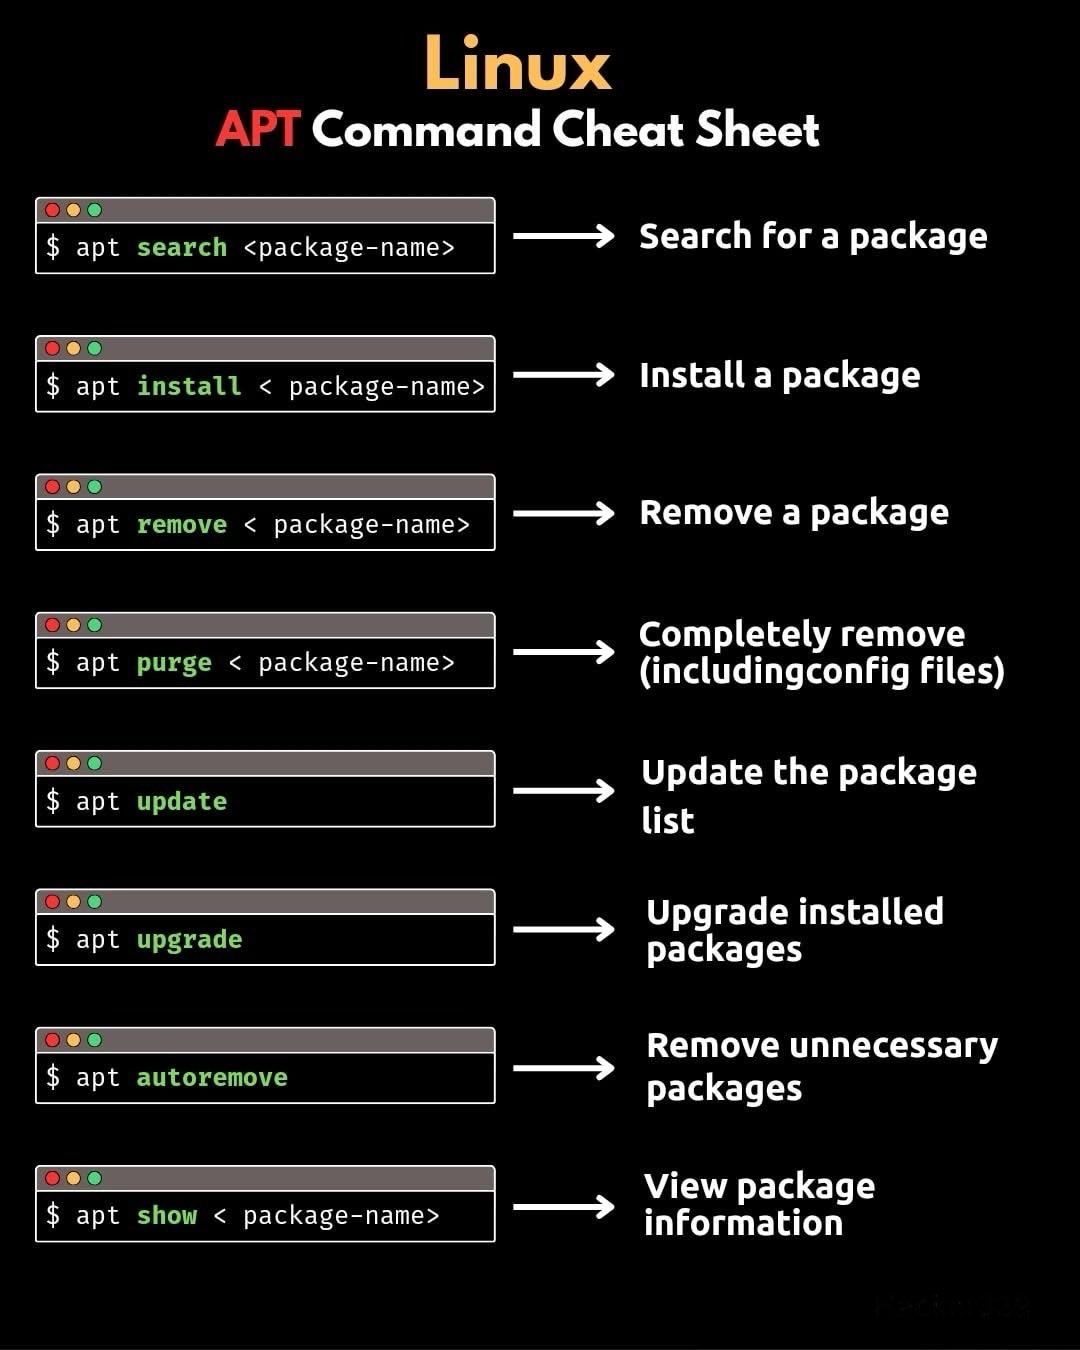 Linux
APT Command Cheat Sheet
$ apt search <package-name>
Search for a package
$ apt install < package-name>
Install a package
$ apt remove < package-name>
Remove a package
$ apt purge < package-name>
Completely remove
(includingconfig files)
$ apt update
Update the package
list
$ apt upgrade
Upgrade installed
packages
$ apt autoremove
Remove unnecessary
packages
$ apt show < package-name>
View package
information